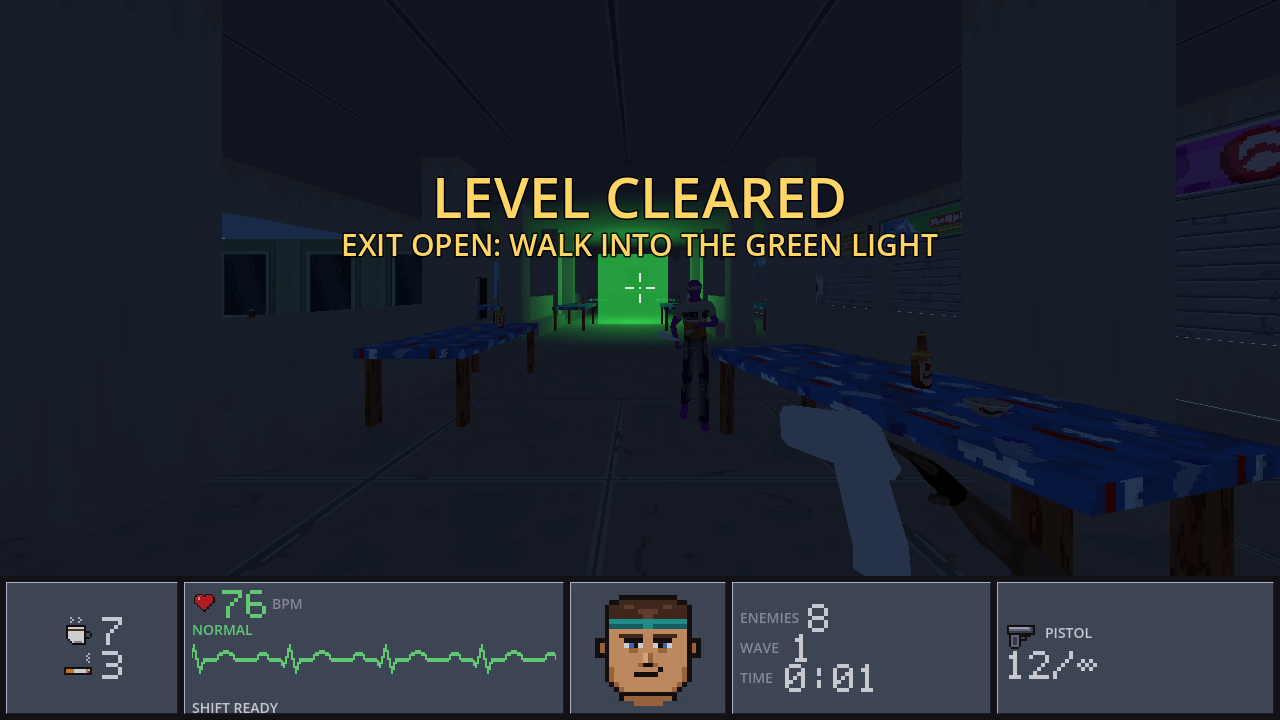 LEVEL CLEARED
EXIT OPEN: WALK INTO THE GREEN LIGHT
7
3
76 BPM
NORMAL
SHIFT READY
ENEMIES 8
WAVE 1
TIME 0:01
PISTOL
12/∞